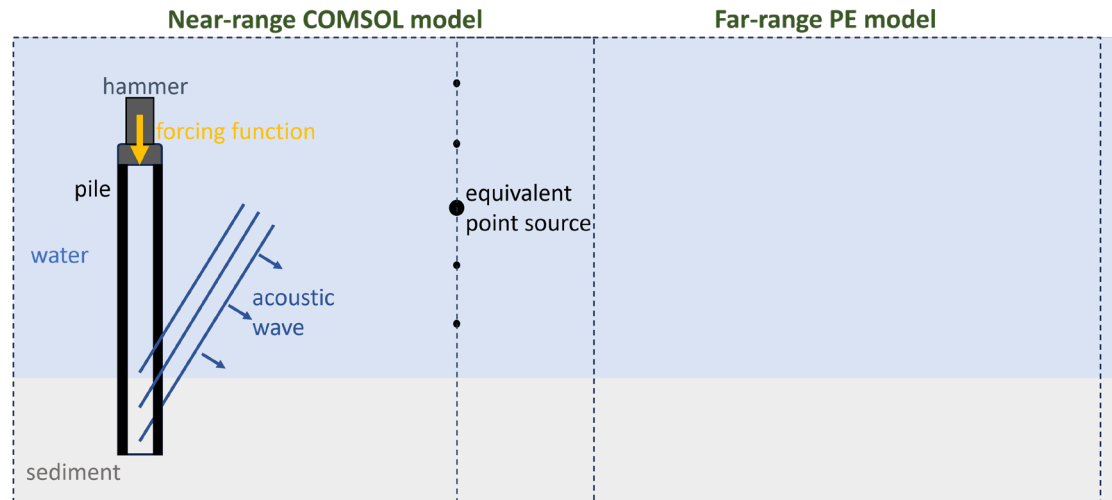 Near-range COMSOL model
Far-range PE model
hammer
forcing function
pile
equivalent
point source
water
acoustic
wave
sediment